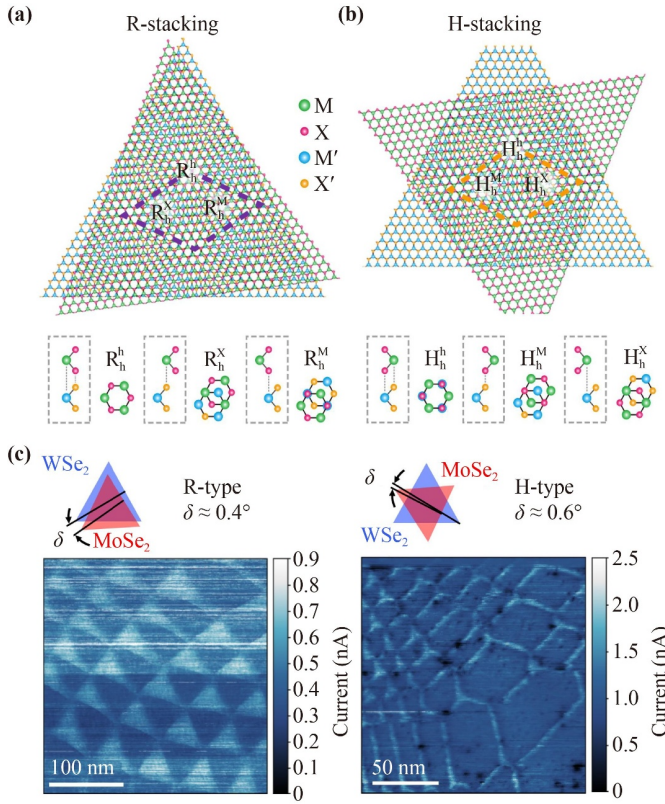 (a)
R-stacking
R_h^h
R_h^X
R_h^M
M
X
M′
X′
(b)
H-stacking
H_h^h
H_h^M
H_h^X
R_h^h
R_h^X
R_h^M
H_h^h
H_h^M
H_h^X
(c)
WSe₂
R-type
δ ≈ 0.4°
δ
MoSe₂
0.9
0.8
0.7
0.6
0.5
0.4
0.3
0.2
0.1
0
Current (nA)
100 nm
δ
MoSe₂
H-type
δ ≈ 0.6°
WSe₂
2.5
2.0
1.5
1.0
0.5
0
Current (nA)
50 nm